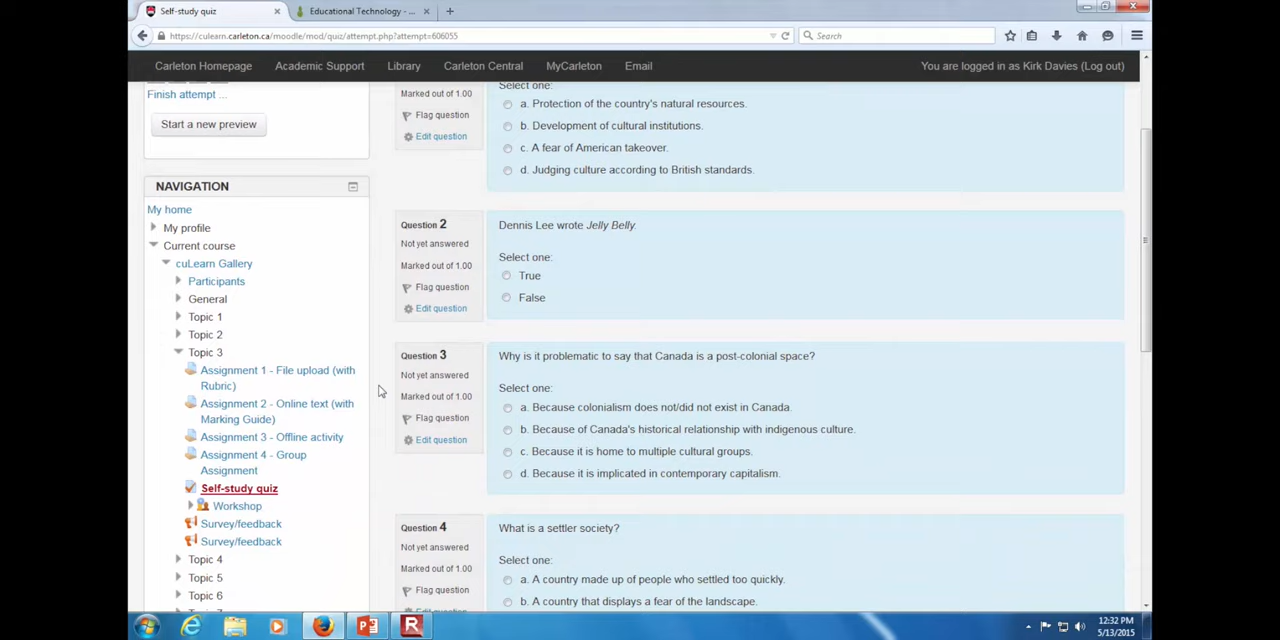 Self-study quiz
Educational Technology - ...
https://culearn.carleton.ca/moodle/mod/quiz/attempt.php?attempt=606055
Search
Carleton Homepage
Academic Support
Library
Carleton Central
MyCarleton
Email
You are logged in as Kirk Davies (Log out)
Finish attempt ...
Start a new preview
NAVIGATION
My home
My profile
Current course
cuLearn Gallery
Participants
General
Topic 1
Topic 2
Topic 3
Assignment 1 - File upload (with
Rubric)
Assignment 2 - Online text (with
Marking Guide)
Assignment 3 - Offline activity
Assignment 4 - Group
Assignment
Self-study quiz
Workshop
Survey/feedback
Survey/feedback
Topic 4
Topic 5
Topic 6
Marked out of 1.00
Flag question
Edit question
Select one:
a. Protection of the country's natural resources.
b. Development of cultural institutions.
c. A fear of American takeover.
d. Judging culture according to British standards.
Question 2
Not yet answered
Marked out of 1.00
Flag question
Edit question
Dennis Lee wrote Jelly Belly.
Select one:
True
False
Question 3
Not yet answered
Marked out of 1.00
Flag question
Edit question
Why is it problematic to say that Canada is a post-colonial space?
Select one:
a. Because colonialism does not/did not exist in Canada.
b. Because of Canada's historical relationship with indigenous culture.
c. Because it is home to multiple cultural groups.
d. Because it is implicated in contemporary capitalism.
Question 4
Not yet answered
Marked out of 1.00
Flag question
Edit question
What is a settler society?
Select one:
a. A country made up of people who settled too quickly.
b. A country that displays a fear of the landscape.
12:32 PM
5/13/2015